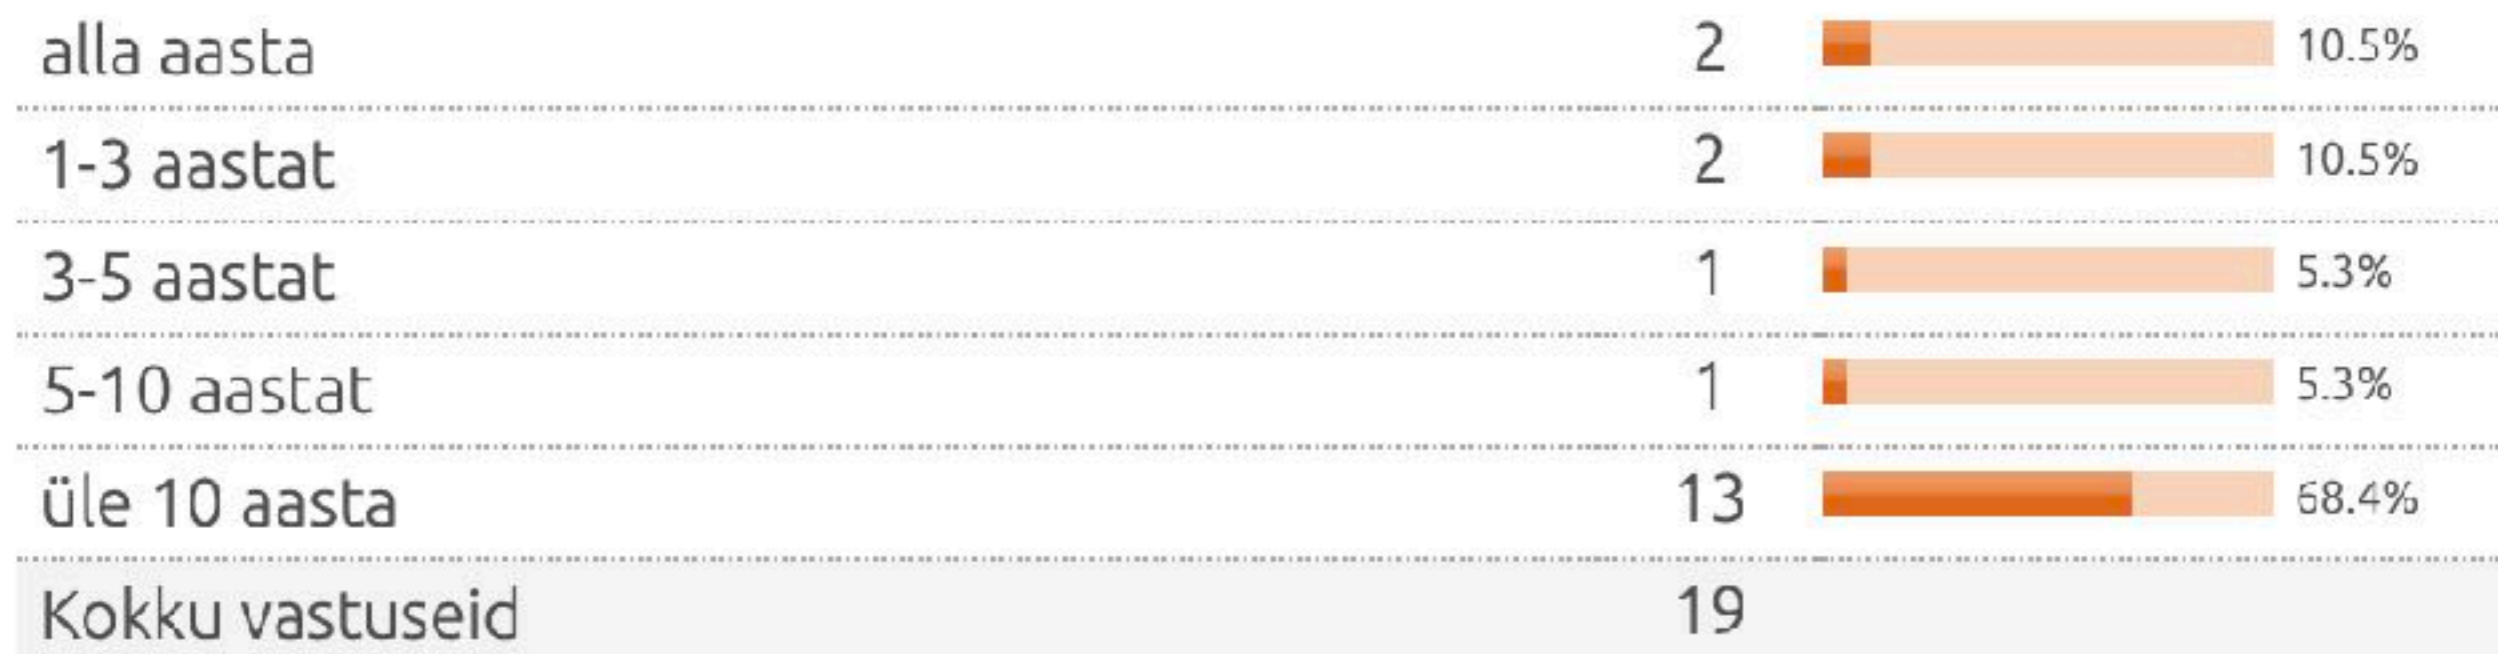 alla aasta 2 10.5%
1-3 aastat 2 10.5%
3-5 aastat 1 5.3%
5-10 aastat 1 5.3%
üle 10 aasta 13 68.4%
Kokku vastuseid 19